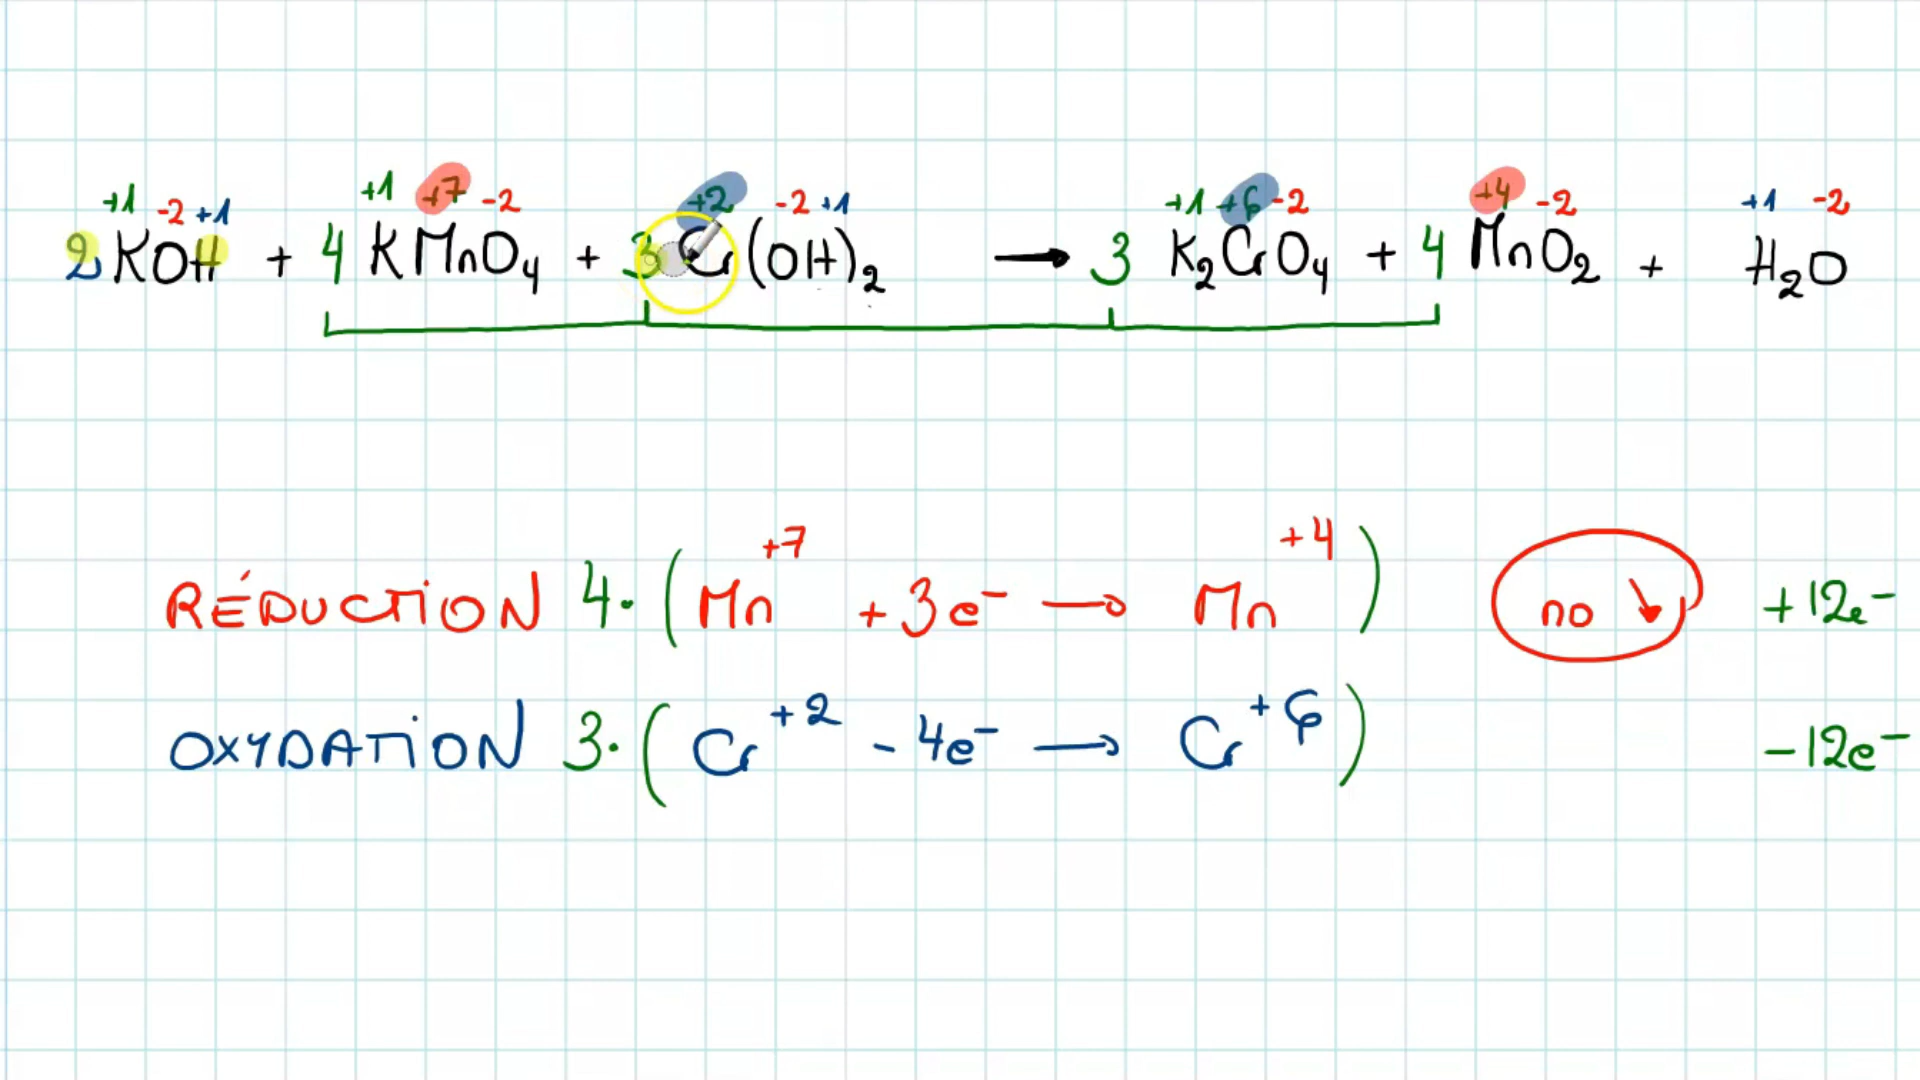 +1 -2 +1 +1 +7 -2 +2 -2 +1 +1 +6 -2 +4 -2 +1 -2
2 KOH + 4 KMnO₄ + 3 Cr(OH)₂ → 3 K₂CrO₄ + 4 MnO₂ + H₂O
RÉDUCTION 4·(Mn⁺⁷ +3e⁻ → Mn⁺⁴) no ↘ +12e⁻
OXYDATION 3·(Cr⁺² -4e⁻ → Cr⁺⁶) -12e⁻